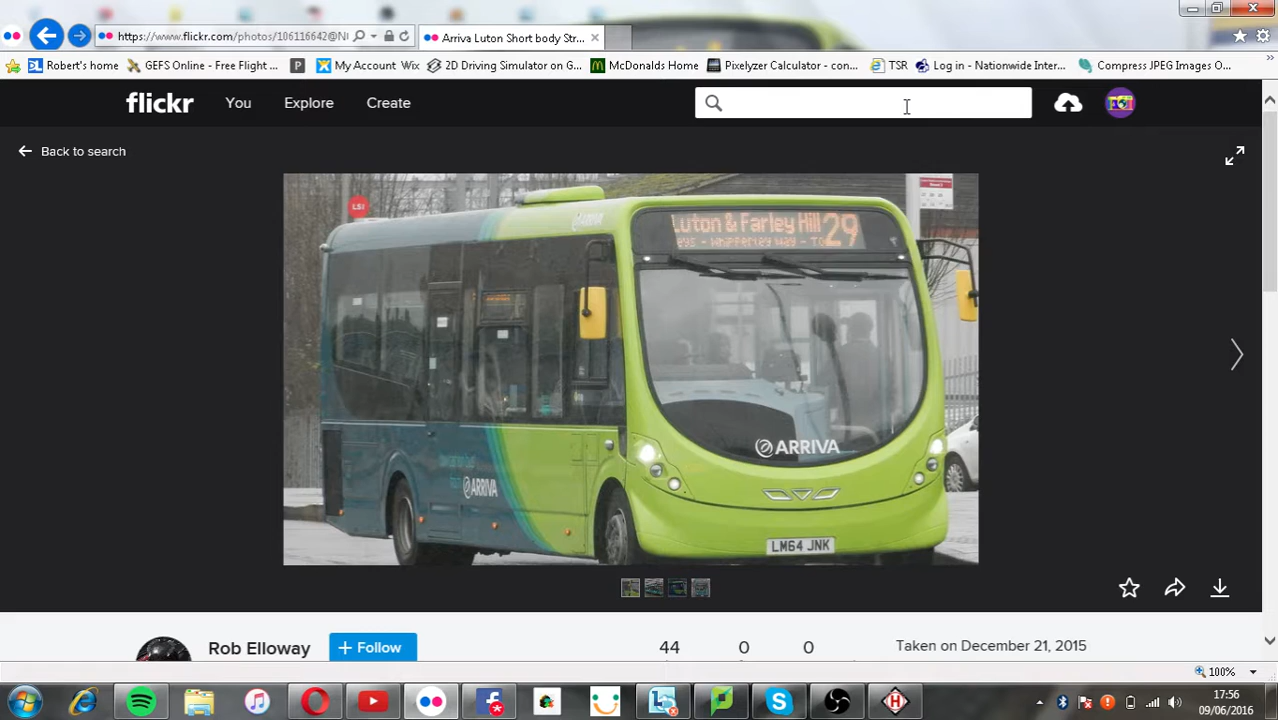 https://www.flickr.com/photos/106116642@N
Arriva Luton Short body Str...
Robert's home
GEFS Online - Free Flight ...
My Account Wix
2D Driving Simulator on G...
McDonalds Home
Pixelyzer Calculator - con...
TSR
Log in - Nationwide Inter...
Compress JPEG Images O...
flickr
You
Explore
Create
Back to search
LS1
Luton & Farley Hill 29
ARRIVA
ARRIVA
LM64 JNK
Rob Elloway
+ Follow
44
0
0
Taken on December 21, 2015
100%
17:56
09/06/2016